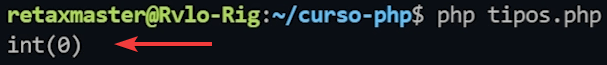 retaxmaster@Rvlo-Rig:~/curso-php$ php tipos.php
int(0)